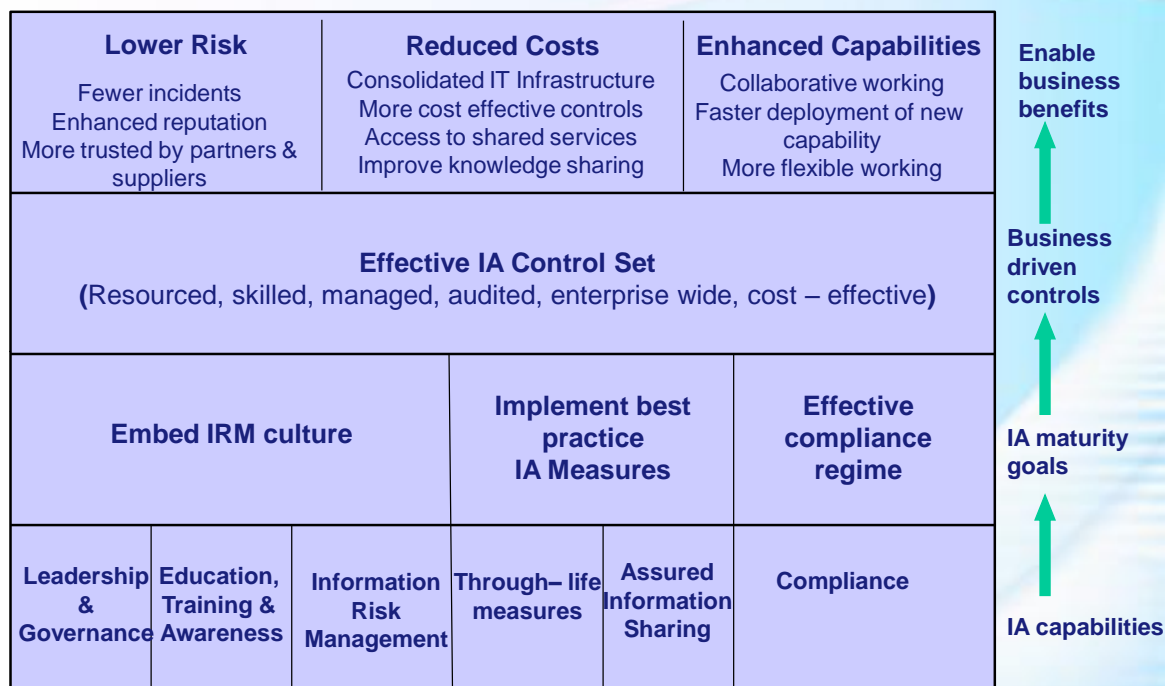 Lower Risk
Fewer incidents
Enhanced reputation
More trusted by partners &
suppliers
Reduced Costs
Consolidated IT Infrastructure
More cost effective controls
Access to shared services
Improve knowledge sharing
Enhanced Capabilities
Collaborative working
Faster deployment of new
capability
More flexible working
Enable
business
benefits
Effective IA Control Set
(Resourced, skilled, managed, audited, enterprise wide, cost – effective)
Business
driven
controls
Embed IRM culture
Implement best
practice
IA Measures
Effective
compliance
regime
IA maturity
goals
Leadership
&
Governance
Education,
Training &
Awareness
Information
Risk
Management
Through– life
measures
Assured
Information
Sharing
Compliance
IA capabilities